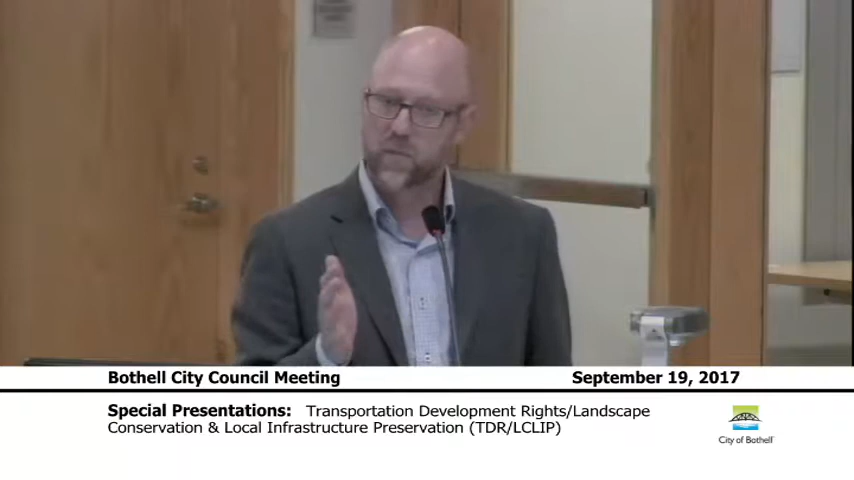 Bothell City Council Meeting September 19, 2017
Special Presentations: Transportation Development Rights/Landscape
Conservation & Local Infrastructure Preservation (TDR/LCLIP)
City of Bothell